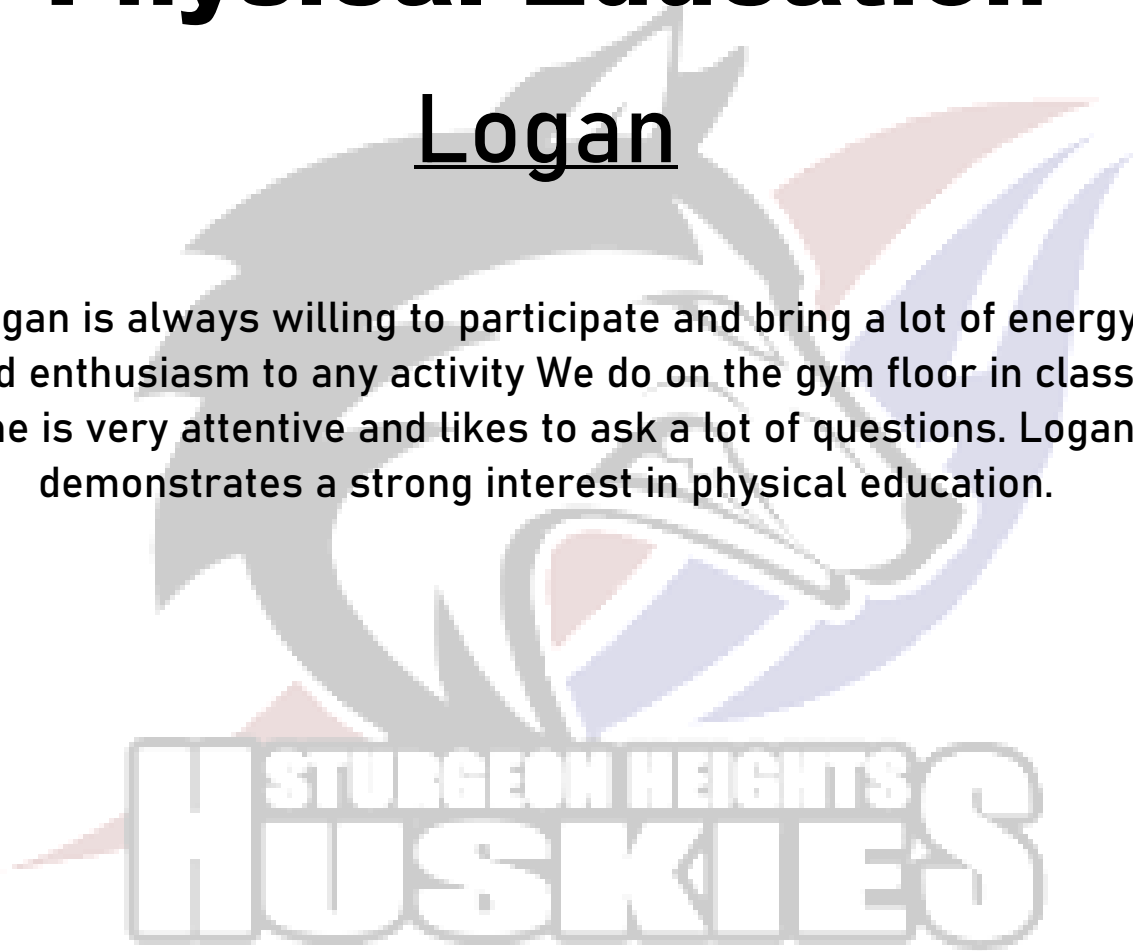 Physical Education
Logan
gan is always willing to participate and bring a lot of energy
d enthusiasm to any activity We do on the gym floor in class
he is very attentive and likes to ask a lot of questions. Logan
demonstrates a strong interest in physical education.
STURGEON HEIGHTS
HUSKIES